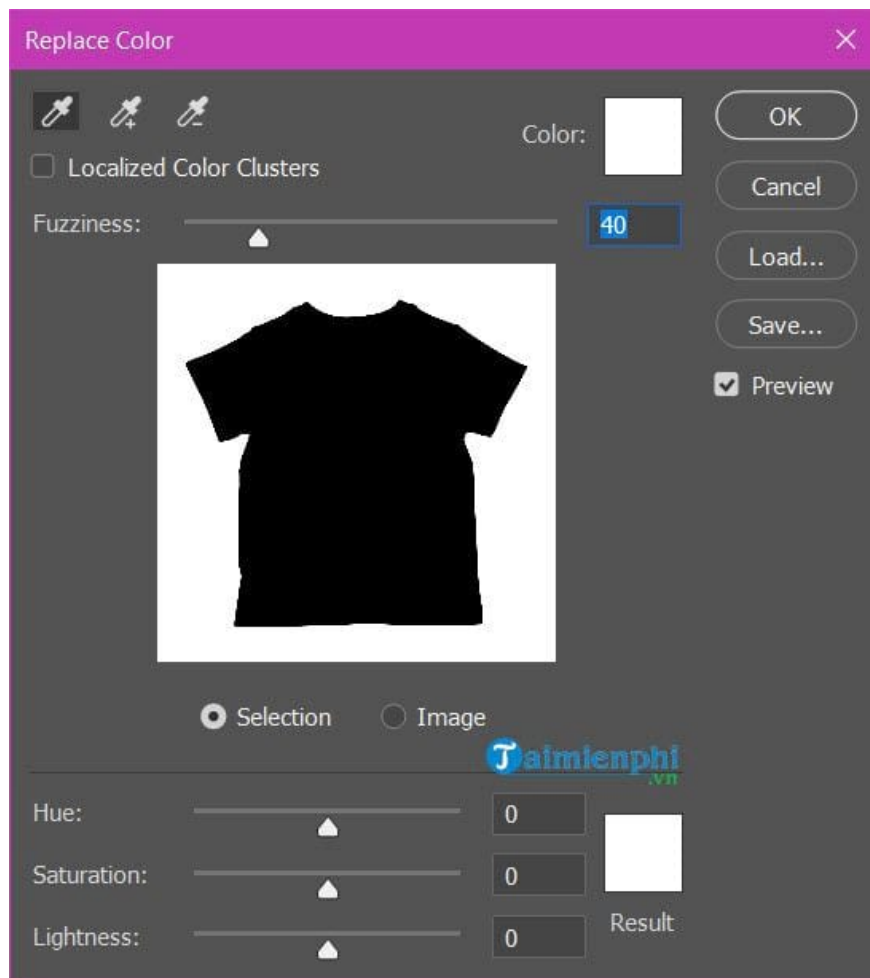 Replace Color
Color:
OK
Localized Color Clusters
Cancel
Fuzziness:
40
Load...
Save...
Preview
Selection
Image
Taimienphi
.vn
Hue:
0
Saturation:
0
Result
Lightness:
0